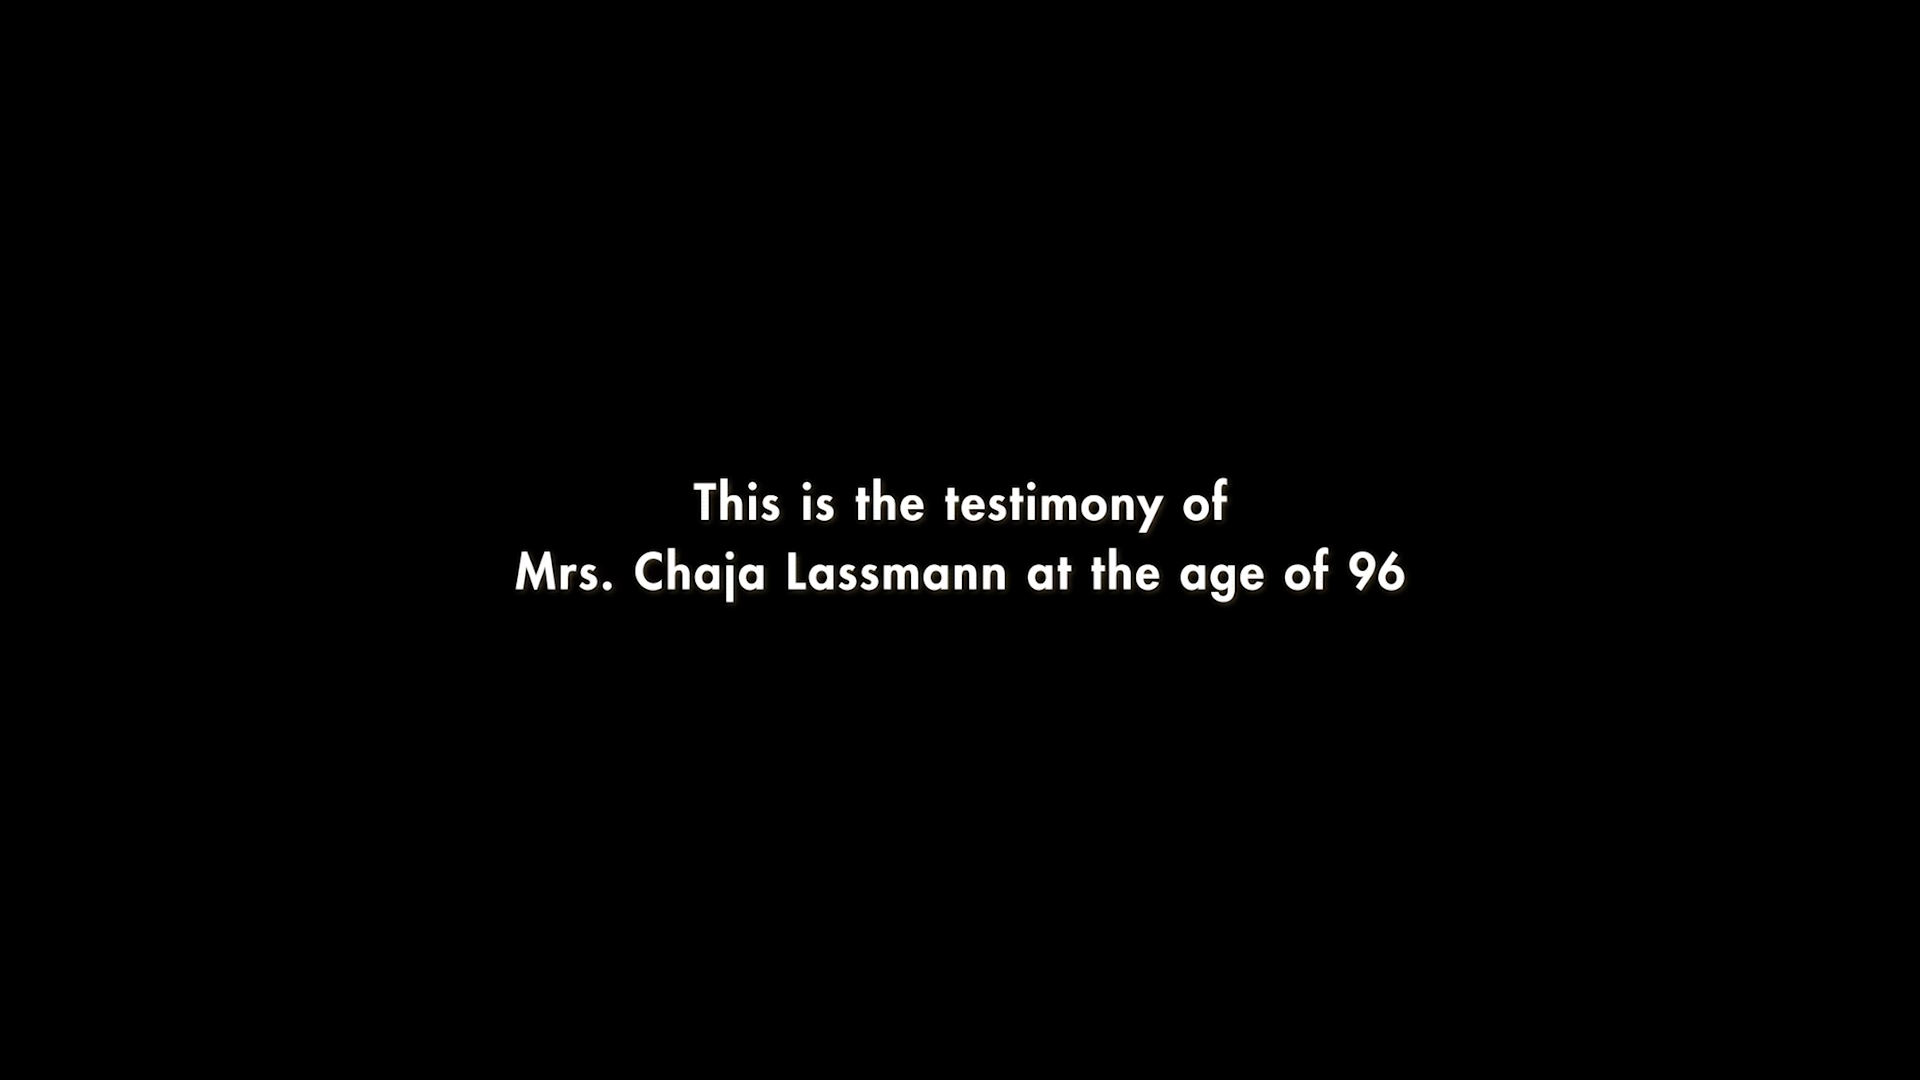 This is the testimony of
Mrs. Chaja Lassmann at the age of 96